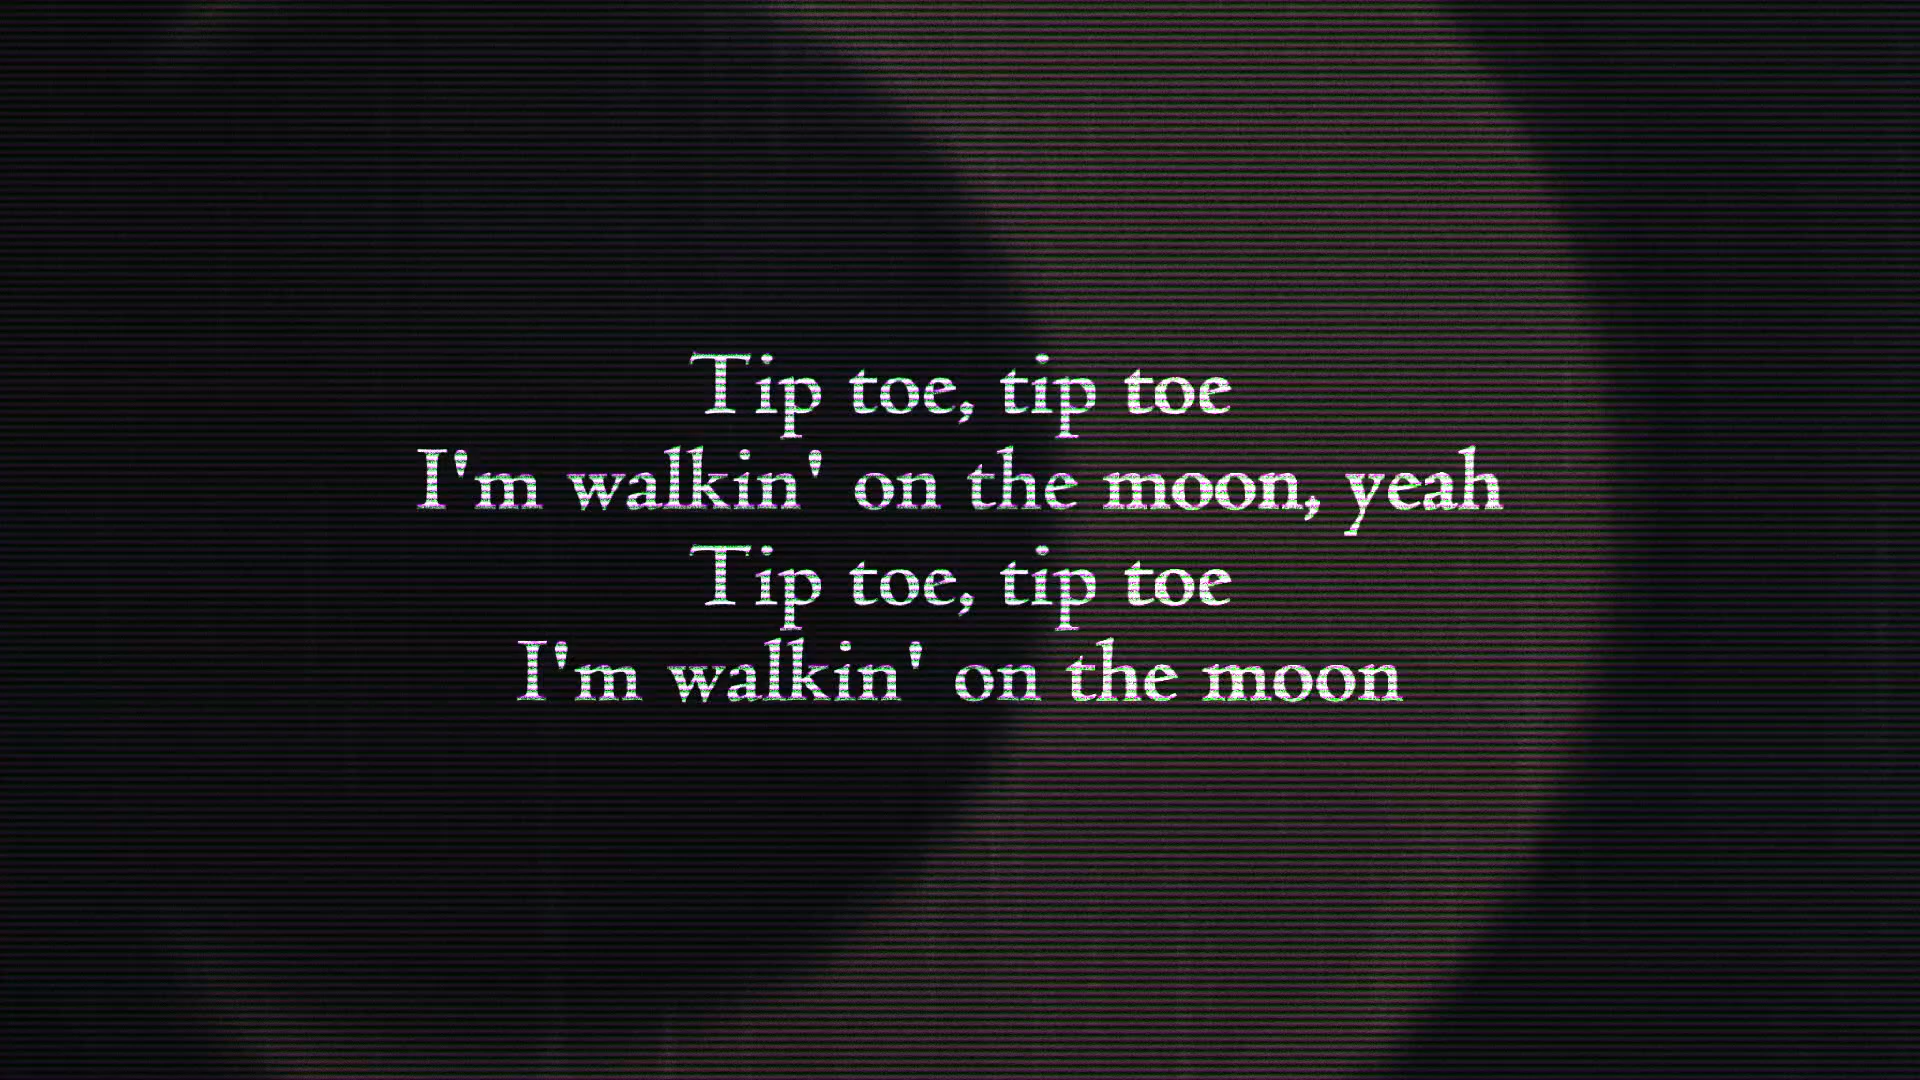 Tip toe, tip toe
I'm walkin' on the moon, yeah
Tip toe, tip toe
I'm walkin' on the moon